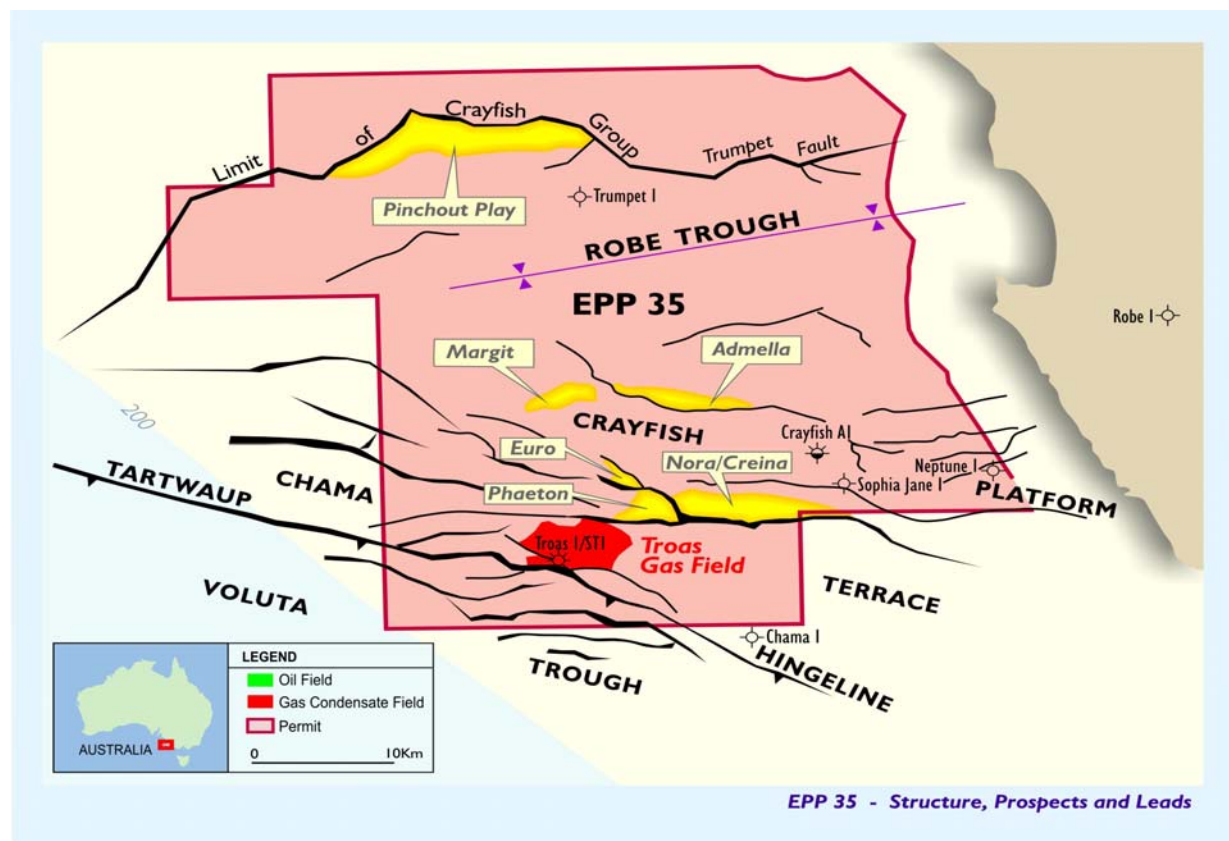 Limit of Crayfish Group
Trumpet Fault
Pinchout Play
Trumpet 1
ROBE TROUGH
EPP 35
Robe 1
Margit
Admella
200
CRAYFISH
Crayfish A1
Euro
Nora/Creina
Neptune 1
Sophia Jane 1
PLATFORM
TARTWAUP
CHAMA
Phaeton
Troas 1/ST1
Troas
Gas Field
VOLUTA
TERRACE
Chama 1
HINGELINE
TROUGH
AUSTRALIA
LEGEND
Oil Field
Gas Condensate Field
Permit
0 10Km
EPP 35 - Structure, Prospects and Leads